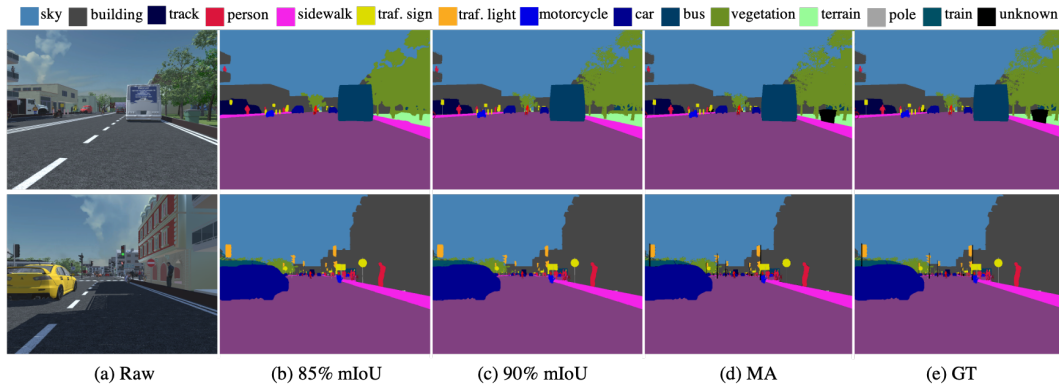 sky building track person sidewalk traf. sign traf. light motorcycle car bus vegetation terrain pole train unknown
(a) Raw (b) 85% mIoU (c) 90% mIoU (d) MA (e) GT